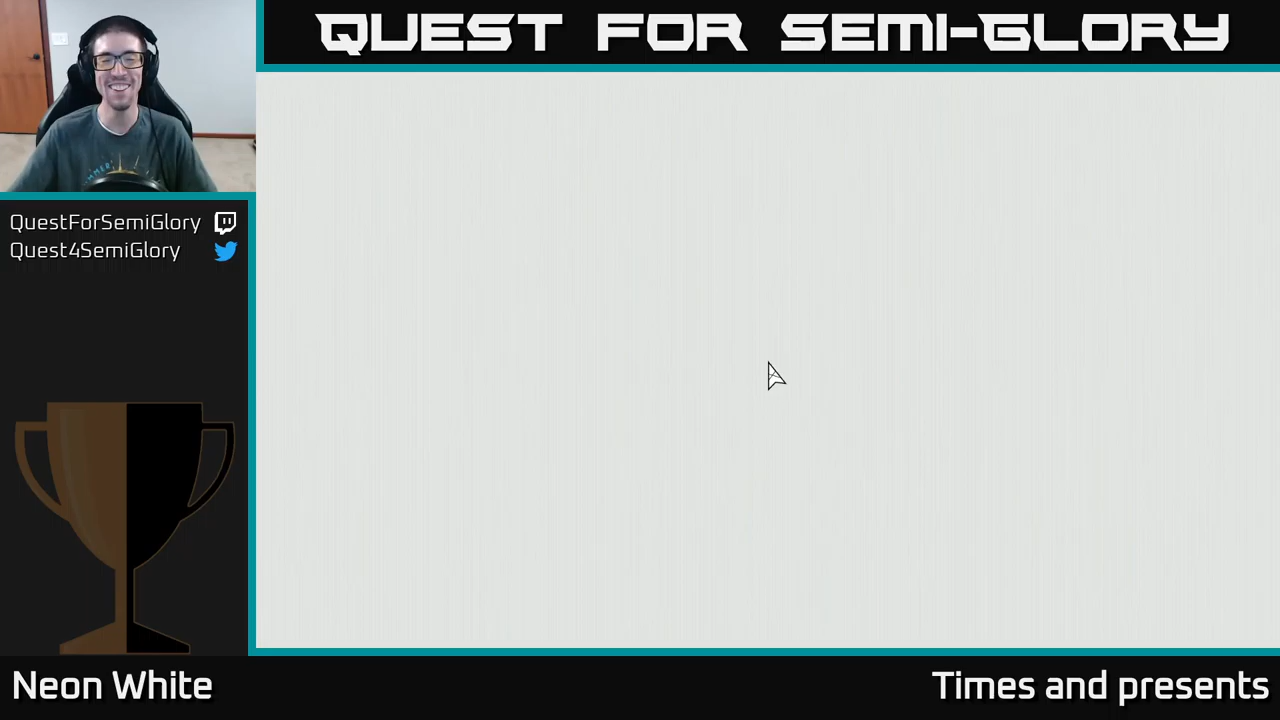 QUEST FOR SEMI-GLORY
QuestForSemiGlory
Quest4SemiGlory
Neon White
Times and presents